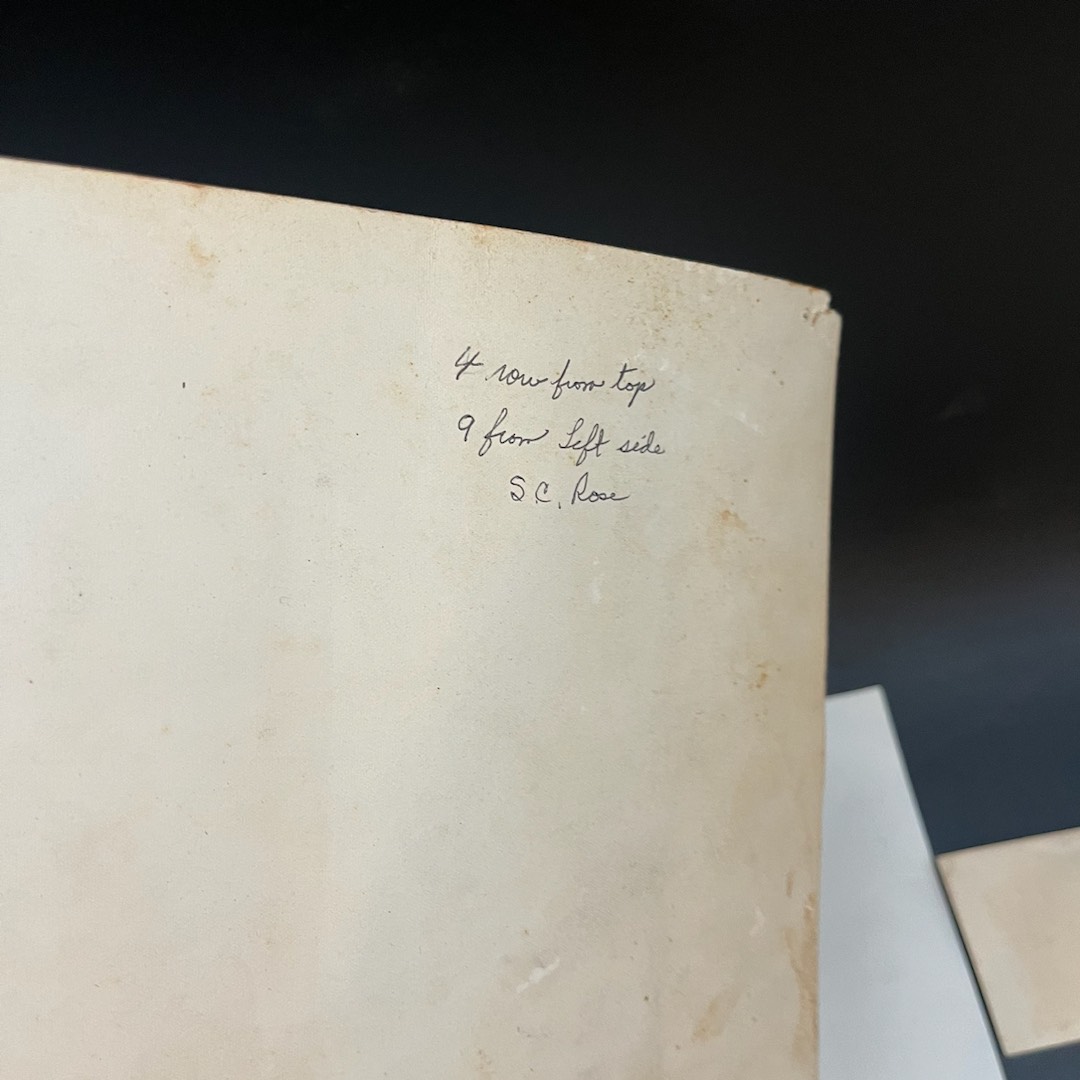 4 row from top
9 from Left side
S.C. Rose